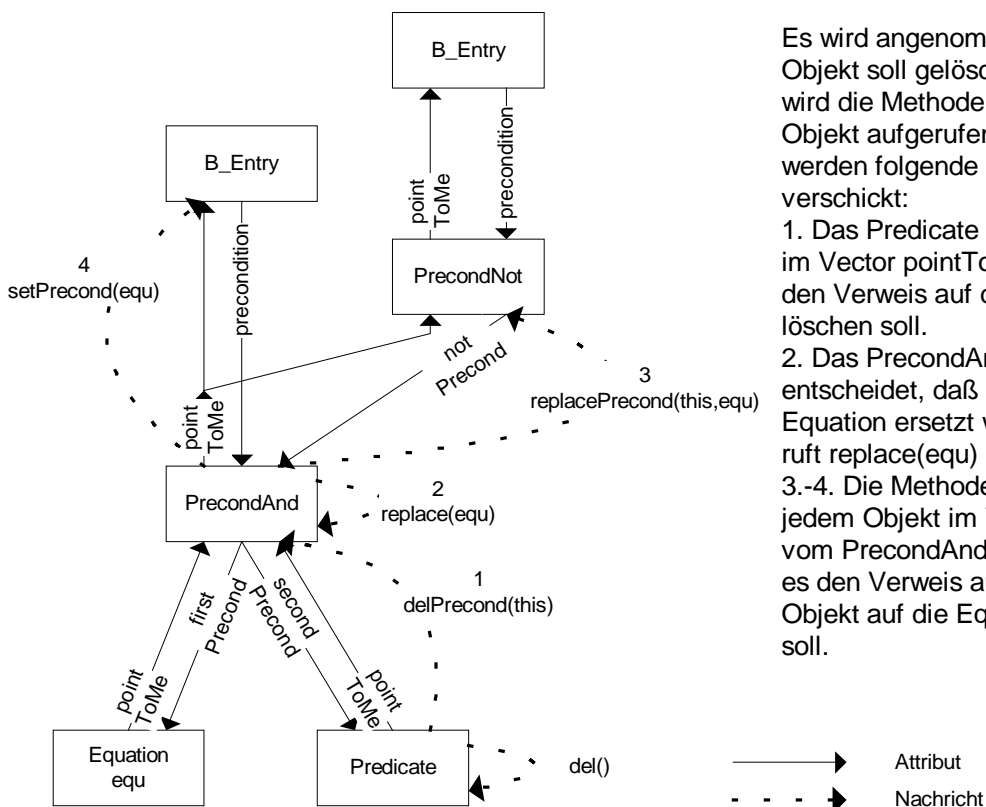 B_Entry
point
ToMe
precondition
B_Entry
4
setPrecond(equ)
precondition
PrecondNot
not
Precond
3
replacePrecond(this,equ)
point
ToMe
PrecondAnd
2
replace(equ)
first
Precond
second
Precond
1
delPrecond(this)
point
ToMe
point
ToMe
Equation
equ
Predicate
del()
Es wird angenom
Objekt soll gelösc
wird die Methode
Objekt aufgerufen
werden folgende
verschickt:
1. Das Predicate
im Vector pointTo
den Verweis auf d
löschen soll.
2. Das PrecondAn
entscheidet, daß
Equation ersetzt w
ruft replace(equ)
3.-4. Die Methode
jedem Objekt im
vom PrecondAnd
es den Verweis au
Objekt auf die Eq
soll.
Attribut
Nachricht